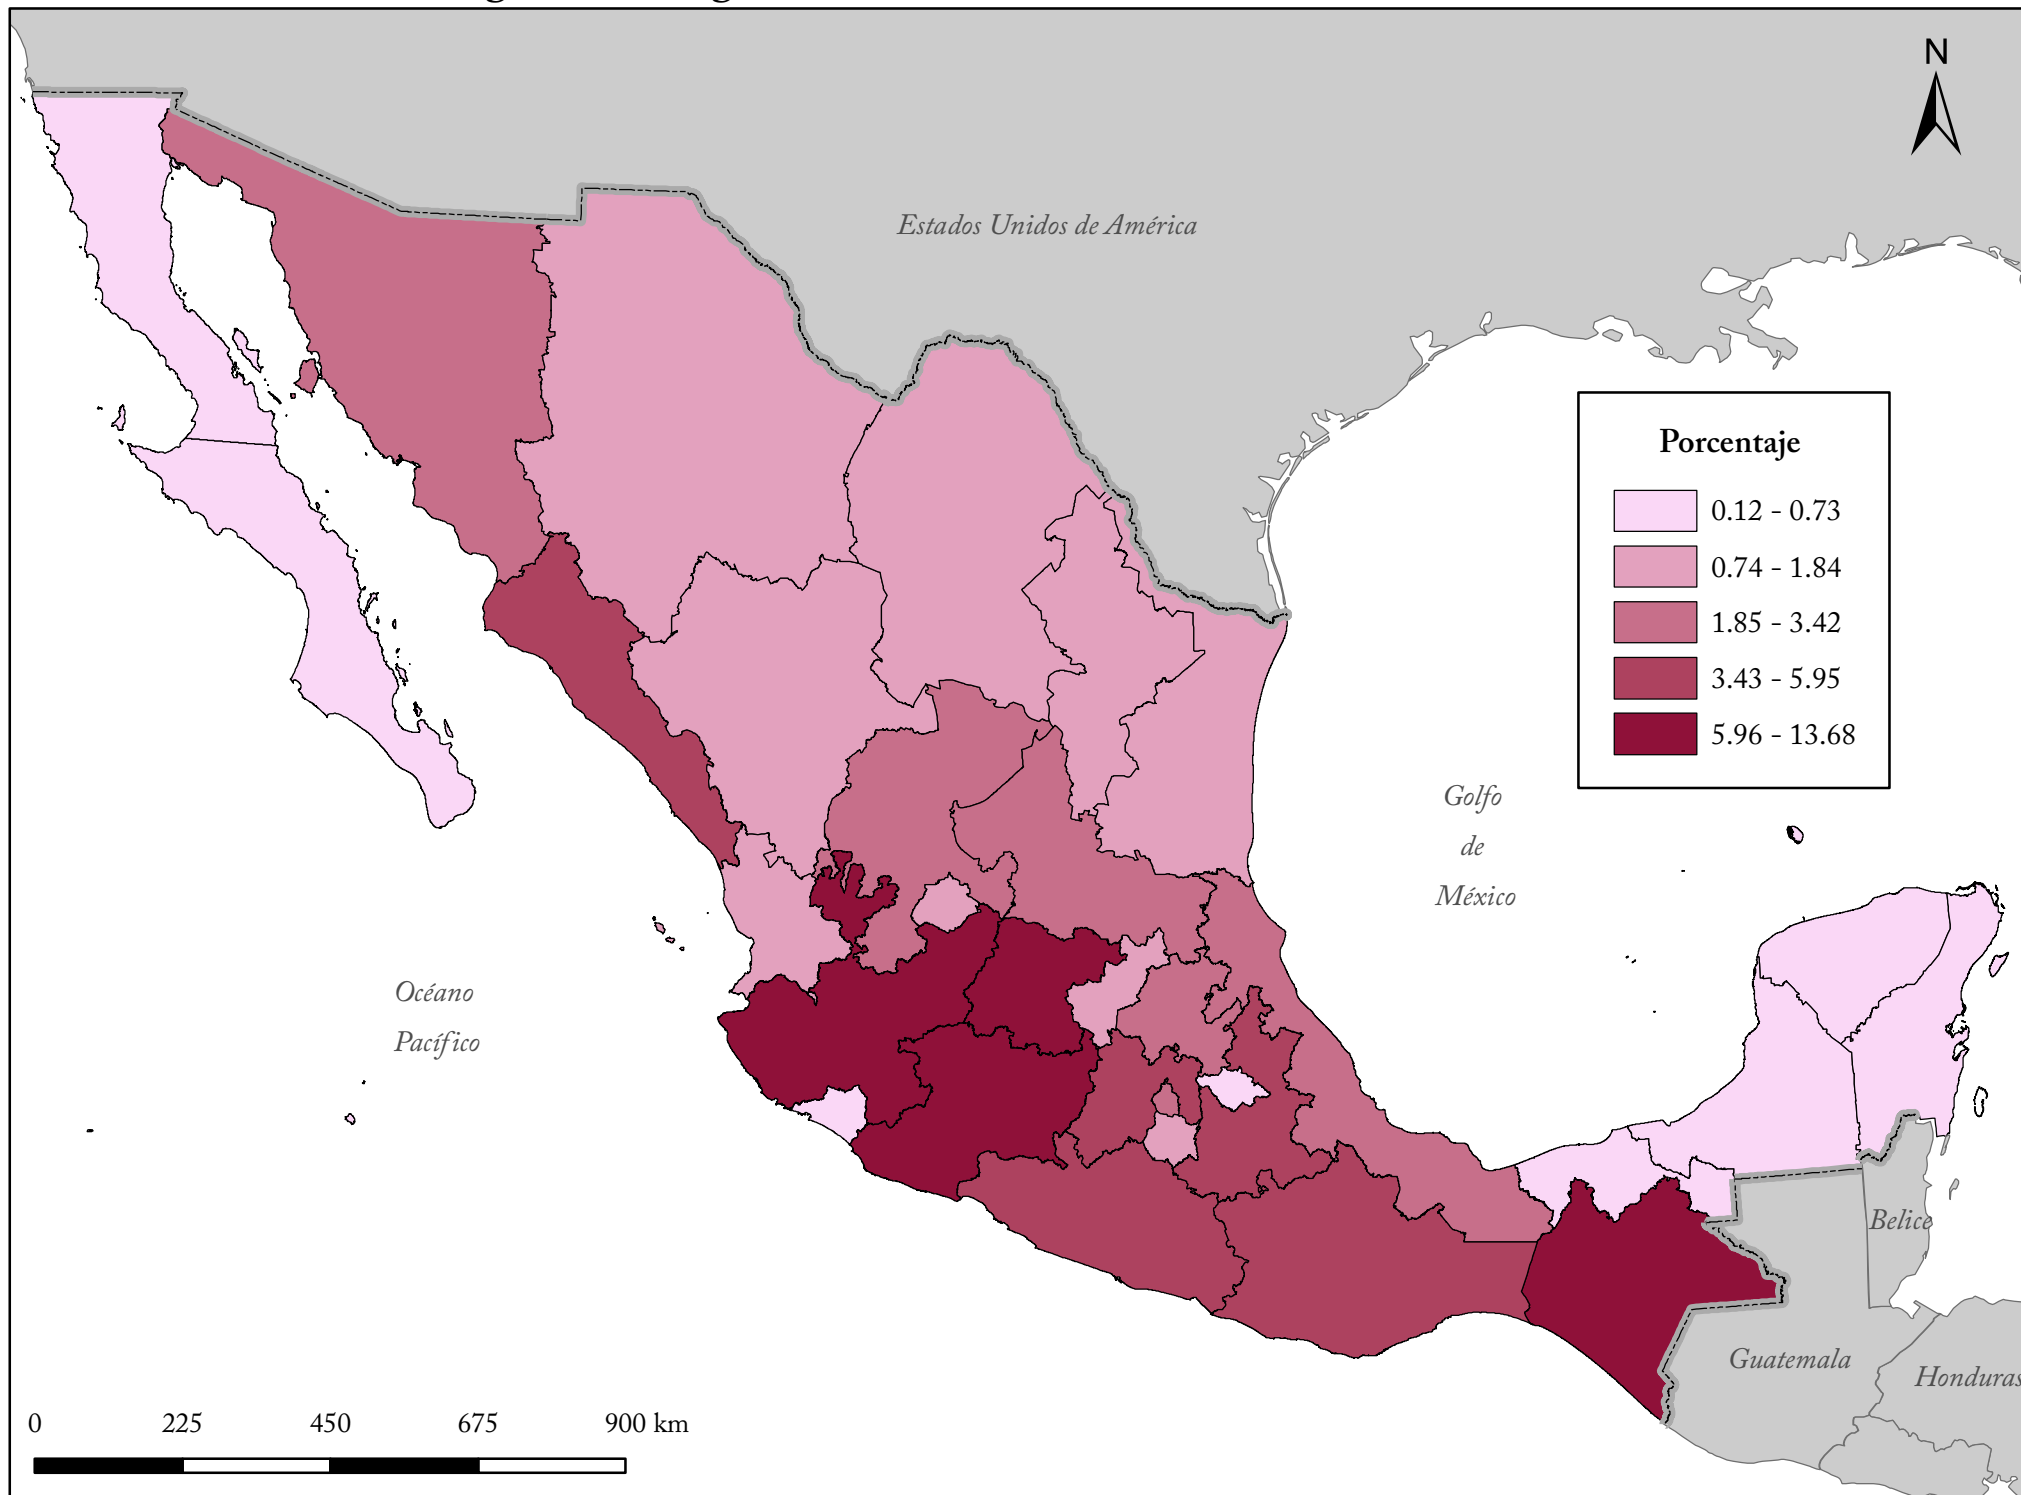 N
Estados Unidos de América
Porcentaje
0.12 - 0.73
0.74 - 1.84
1.85 - 3.42
3.43 - 5.95
5.96 - 13.68
Golfo
de
México
Océano
Pacífico
Belice
Guatemala
Honduras
0 225 450 675 900 km